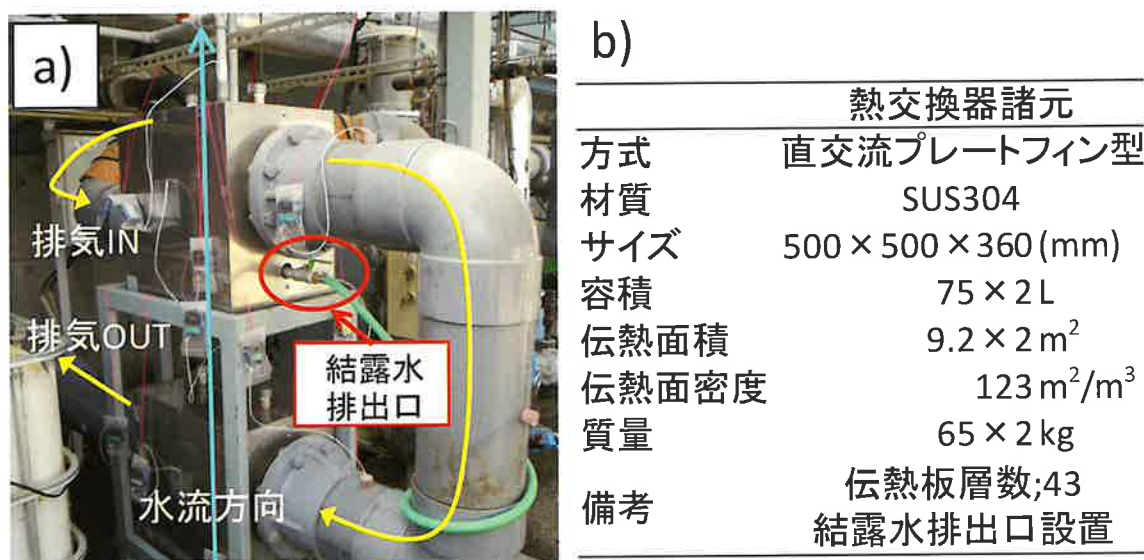 a)
排気IN
排気OUT
結露水
排出口
水流方向
b)
熱交換器諸元
方式 直交流プレートフィン型
材質 SUS304
サイズ 500×500×360(mm)
容積 75×2L
伝熱面積 9.2×2m²
伝熱面密度 123m²/m³
質量 65×2kg
備考 伝熱板層数;43
結露水排出口設置